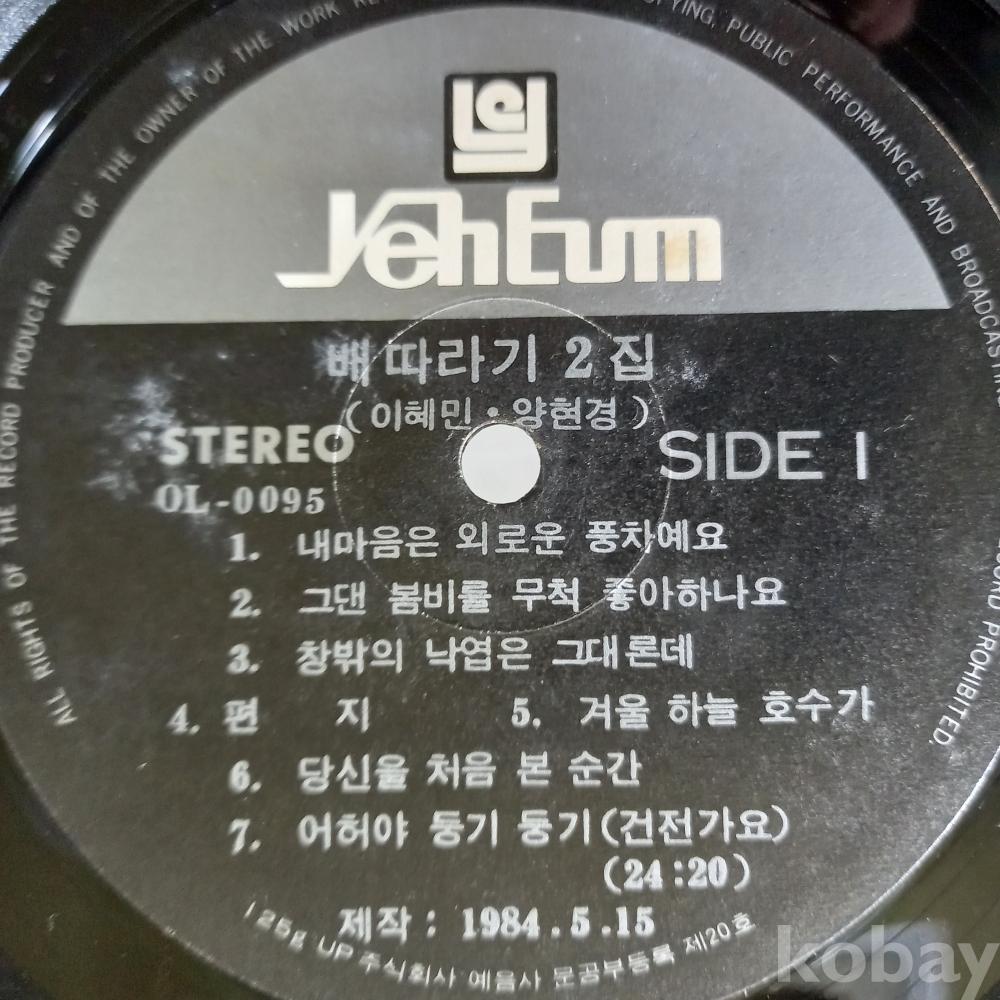 ALL RIGHTS OF THE RECORD PRODUCER AND OF THE OWNER OF THE WORK
PUBLIC PERFORMANCE AND BROADCASTING
PROHIBITED.
YehEum
배따라기 2집
(이혜민·양현경)
STEREO
SIDE I
OL-0095
1. 내마음은 외로운 풍차예요
2. 그댄 봄비를 무척 좋아하나요
3. 창밖의 낙엽은 그대론데
4. 편 지 5. 겨울 하늘 호수가
6. 당신을 처음 본 순간
7. 어허야 둥기 둥기(건전가요)
(24:20)
제작: 1984.5.15
125g UP 주식회사 예음사 문공부등록 제20호
kobay